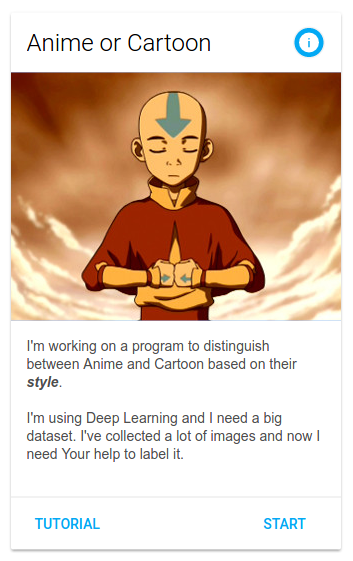 Anime or Cartoon
i
I'm working on a program to distinguish
between Anime and Cartoon based on their
style.
I'm using Deep Learning and I need a big
dataset. I've collected a lot of images and now I
need Your help to label it.
TUTORIAL START